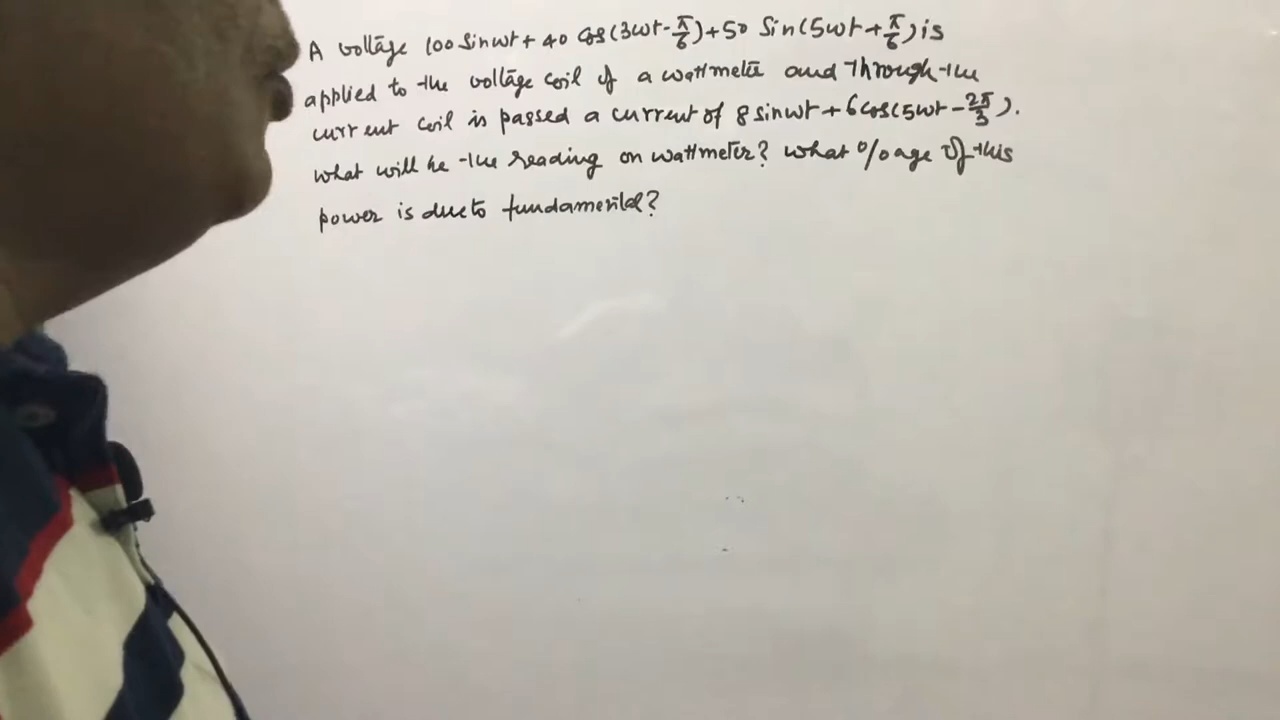 A voltage 100 sinωt + 40 cos(3ωt - π/6) + 50 sin(5ωt + π/6) is
applied to the voltage coil of a wattmeter and through the
current coil is passed a current of 8 sinωt + 6 cos(5ωt - 2π/3).
what will be the reading on wattmeter? what %age of this
power is due to fundamental?